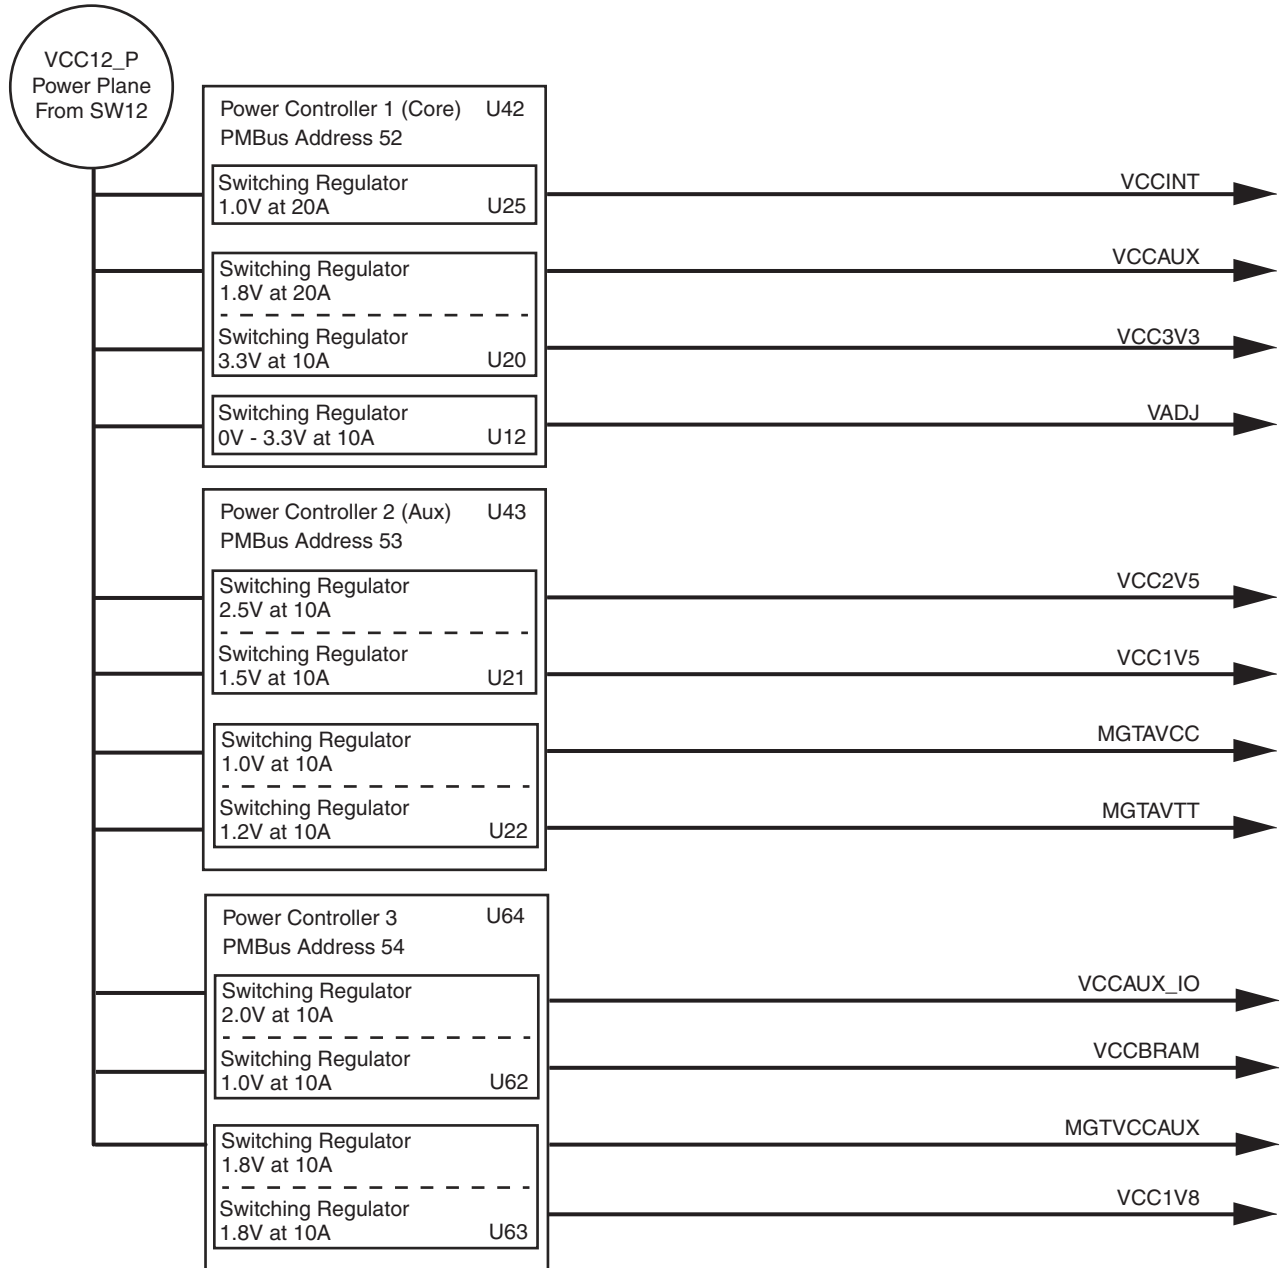 VCC12_P
Power Plane
From SW12
Power Controller 1 (Core) U42
PMBus Address 52
Switching Regulator
1.0V at 20A U25
VCCINT
Switching Regulator
1.8V at 20A
VCCAUX
Switching Regulator
3.3V at 10A U20
VCC3V3
Switching Regulator
0V - 3.3V at 10A U12
VADJ
Power Controller 2 (Aux) U43
PMBus Address 53
Switching Regulator
2.5V at 10A
VCC2V5
Switching Regulator
1.5V at 10A U21
VCC1V5
Switching Regulator
1.0V at 10A
MGTAVCC
Switching Regulator
1.2V at 10A U22
MGTAVTT
Power Controller 3 U64
PMBus Address 54
Switching Regulator
2.0V at 10A
VCCAUX_IO
Switching Regulator
1.0V at 10A U62
VCCBRAM
Switching Regulator
1.8V at 10A
MGTVCCAUX
Switching Regulator
1.8V at 10A U63
VCC1V8